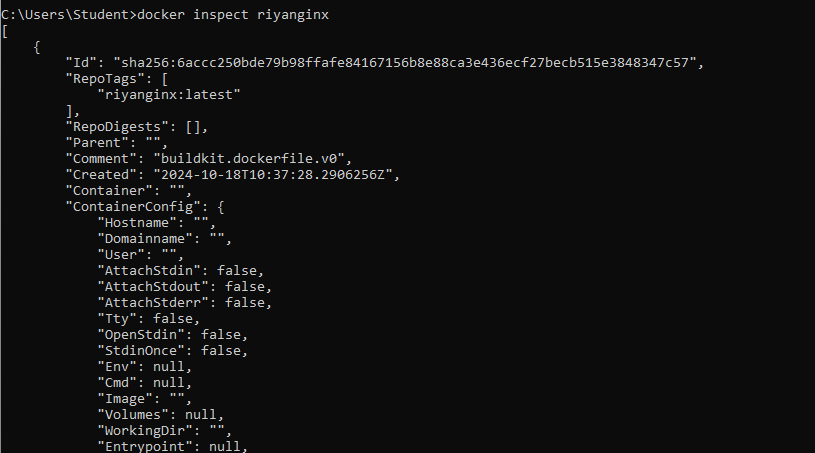 C:\Users\Student>docker inspect riyanginx
[
    {
        "Id": "sha256:6accc250bde79b98ffafe84167156b8e88ca3e436ecf27becb515e3848347c57",
        "RepoTags": [
            "riyanginx:latest"
        ],
        "RepoDigests": [],
        "Parent": "",
        "Comment": "buildkit.dockerfile.v0",
        "Created": "2024-10-18T10:37:28.2906256Z",
        "Container": "",
        "ContainerConfig": {
            "Hostname": "",
            "Domainname": "",
            "User": "",
            "AttachStdin": false,
            "AttachStdout": false,
            "AttachStderr": false,
            "Tty": false,
            "OpenStdin": false,
            "StdinOnce": false,
            "Env": null,
            "Cmd": null,
            "Image": "",
            "Volumes": null,
            "WorkingDir": "",
            "Entrypoint": null,